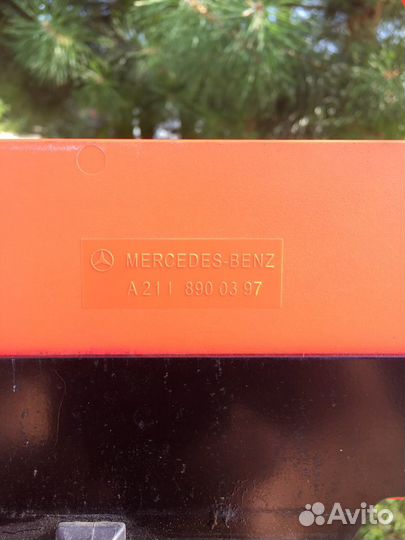 MERCEDES-BENZ
A 211 890 03 97
Avito